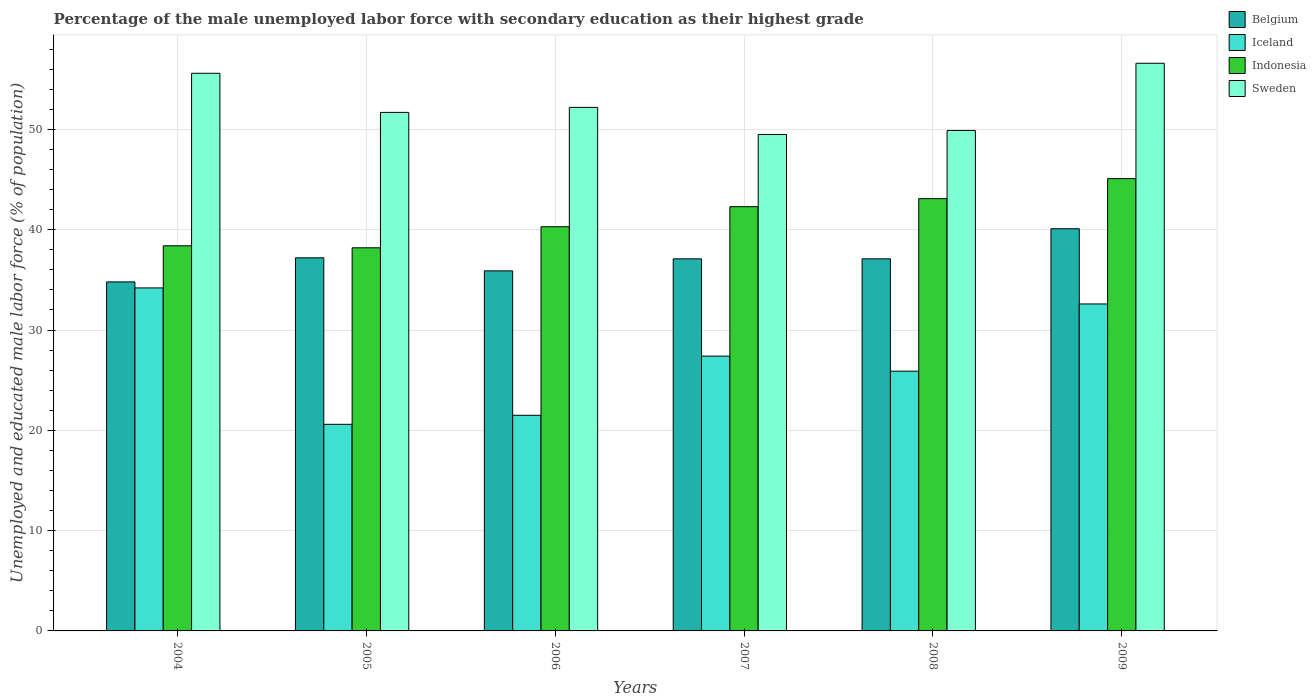 Percentage of the male unemployed labor force with secondary education as their highest grade
Belgium
Iceland
Indonesia
Sweden
Unemployed and educated male labor force (% of population)
50
40
30
20
10
0
2004
2005
2006
2007
2008
2009
Years